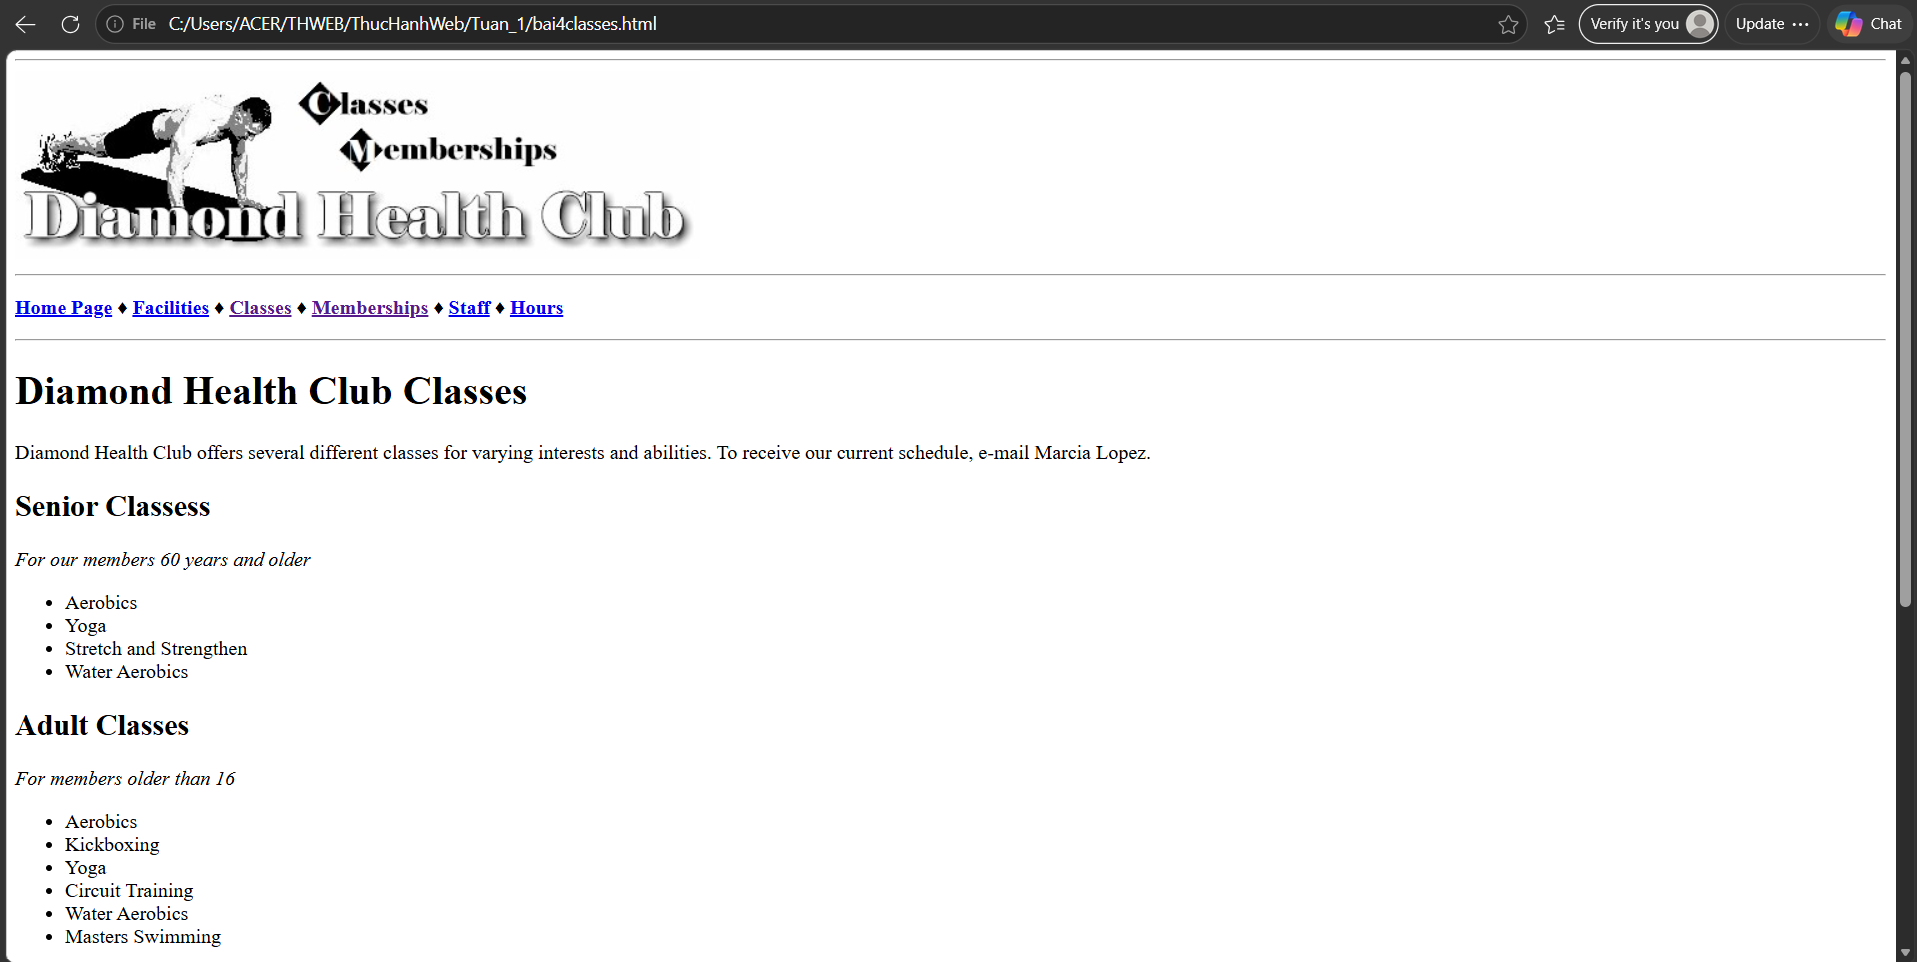 File C:/Users/ACER/THWEB/ThucHanhWeb/Tuan_1/bai4classes.html Verify it's you Update ··· Chat
Classes
Memberships
Diamond Health Club
Home Page ♦ Facilities ♦ Classes ♦ Memberships ♦ Staff ♦ Hours
Diamond Health Club Classes
Diamond Health Club offers several different classes for varying interests and abilities. To receive our current schedule, e-mail Marcia Lopez.
Senior Classess
For our members 60 years and older
• Aerobics
• Yoga
• Stretch and Strengthen
• Water Aerobics
Adult Classes
For members older than 16
• Aerobics
• Kickboxing
• Yoga
• Circuit Training
• Water Aerobics
• Masters Swimming